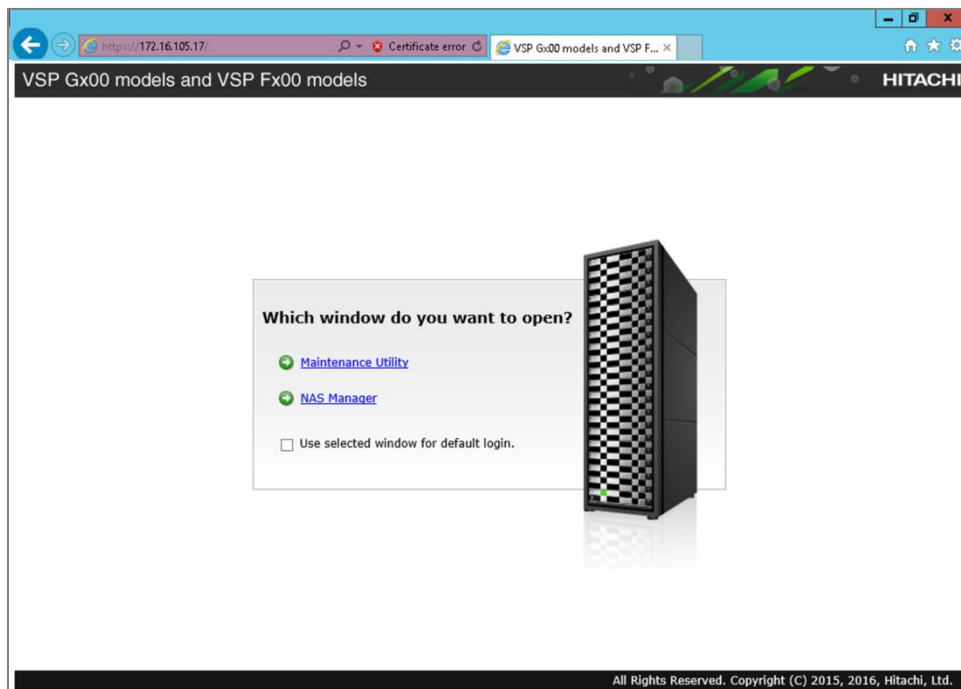 https://172.16.105.17/ Certificate error VSP Gx00 models and VSP F...
VSP Gx00 models and VSP Fx00 models HITACHI
Which window do you want to open?
Maintenance Utility
NAS Manager
Use selected window for default login.
All Rights Reserved. Copyright (C) 2015, 2016, Hitachi, Ltd.